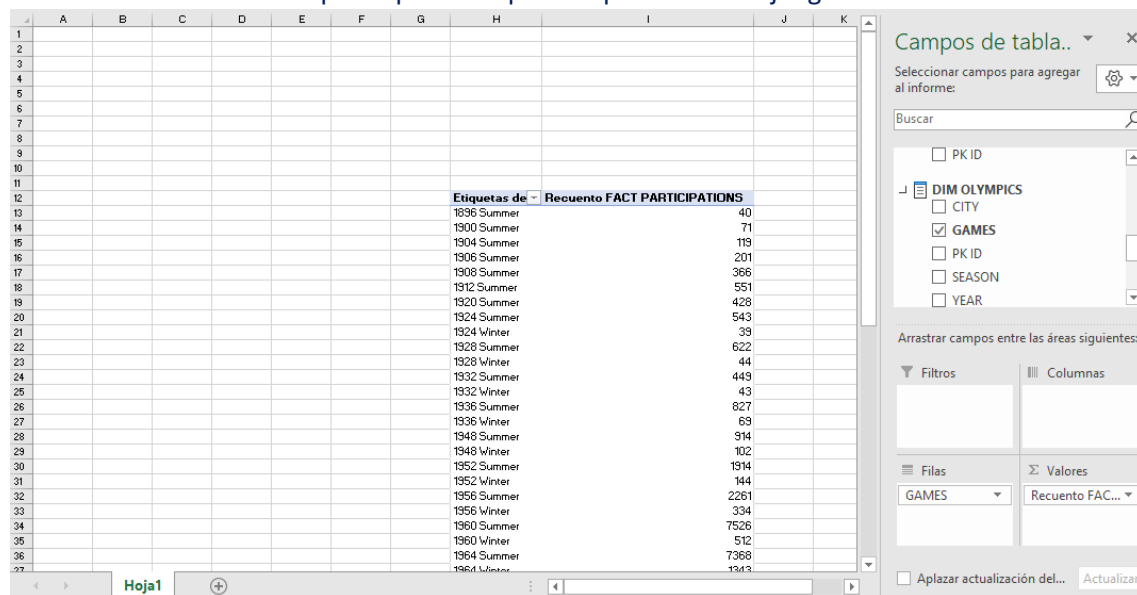 A B C D E F G H I J K
1
2
3
4
5
6
7
8
9
10
11
12 Etiquetas de Recuento FACT PARTICIPATIONS
13 1896 Summer 40
14 1900 Summer 71
15 1904 Summer 119
16 1906 Summer 201
17 1908 Summer 366
18 1912 Summer 551
19 1920 Summer 428
20 1924 Summer 543
21 1924 Winter 39
22 1928 Summer 622
23 1928 Winter 44
24 1932 Summer 449
25 1932 Winter 43
26 1936 Summer 827
27 1936 Winter 69
28 1948 Summer 914
29 1948 Winter 102
30 1952 Summer 1914
31 1952 Winter 144
32 1956 Summer 2261
33 1956 Winter 334
34 1960 Summer 7526
35 1960 Winter 512
36 1964 Summer 7368
37 1964 Winter 1343
Hoja1
Campos de tabla..
Seleccionar campos para agregar
al informe:
Buscar
PK ID
DIM OLYMPICS
CITY
GAMES
PK ID
SEASON
YEAR
Arrastrar campos entre las áreas siguientes:
Filtros
Columnas
Filas
Σ Valores
GAMES
Recuento FAC...
Aplazar actualización del...
Actualizar